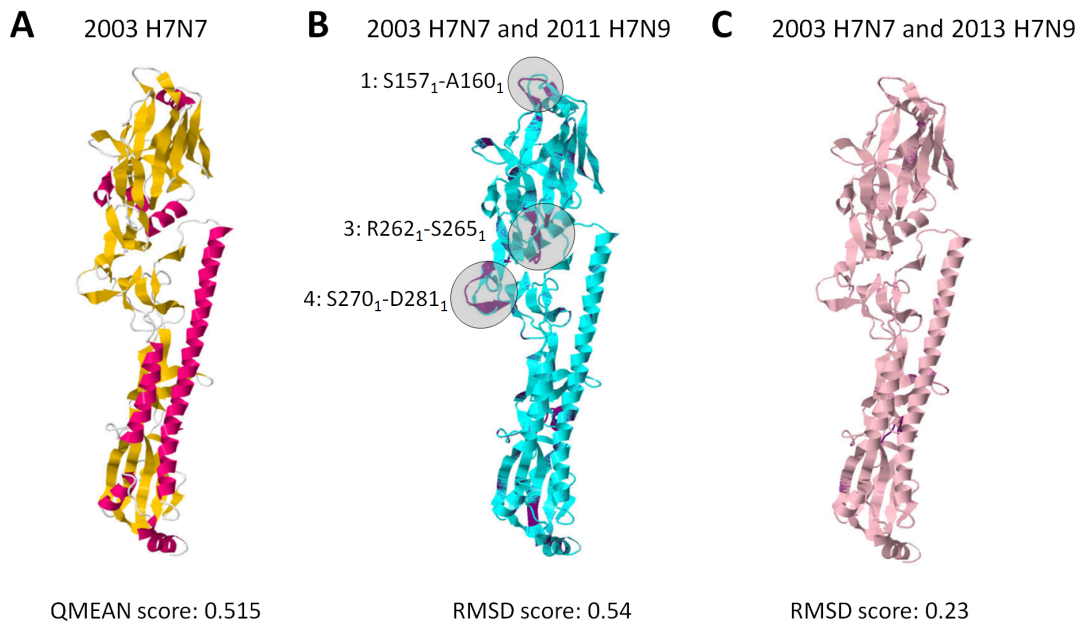 A 2003 H7N7
B 2003 H7N7 and 2011 H7N9
C 2003 H7N7 and 2013 H7N9
1: S157₁-A160₁
3: R262₁-S265₁
4: S270₁-D281₁
QMEAN score: 0.515
RMSD score: 0.54
RMSD score: 0.23